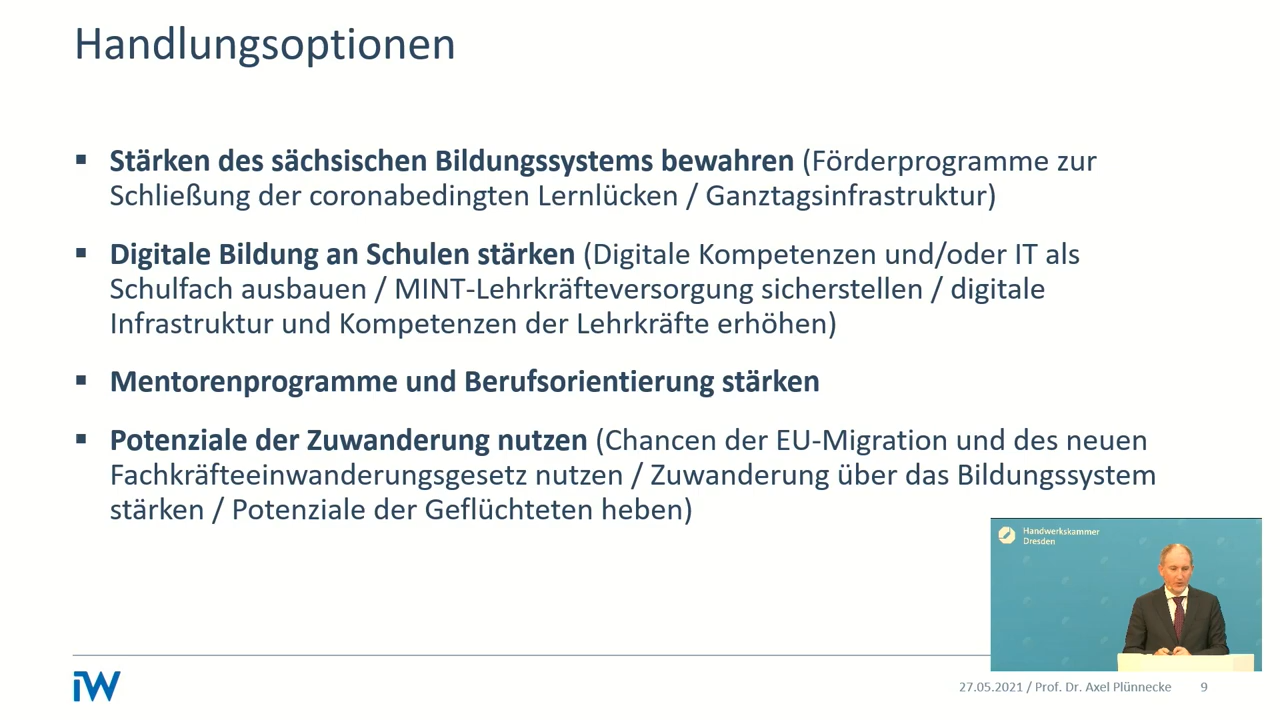 Handlungsoptionen
▪ Stärken des sächsischen Bildungssystems bewahren (Förderprogramme zur
Schließung der coronabedingten Lernlücken / Ganztagsinfrastruktur)
▪ Digitale Bildung an Schulen stärken (Digitale Kompetenzen und/oder IT als
Schulfach ausbauen / MINT-Lehrkräfteversorgung sicherstellen / digitale
Infrastruktur und Kompetenzen der Lehrkräfte erhöhen)
▪ Mentorenprogramme und Berufsorientierung stärken
▪ Potenziale der Zuwanderung nutzen (Chancen der EU-Migration und des neuen
Fachkräfteeinwanderungsgesetz nutzen / Zuwanderung über das Bildungssystem
stärken / Potenziale der Geflüchteten heben)
Handwerkskammer
Dresden
iW
27.05.2021 / Prof. Dr. Axel Plünnecke 9